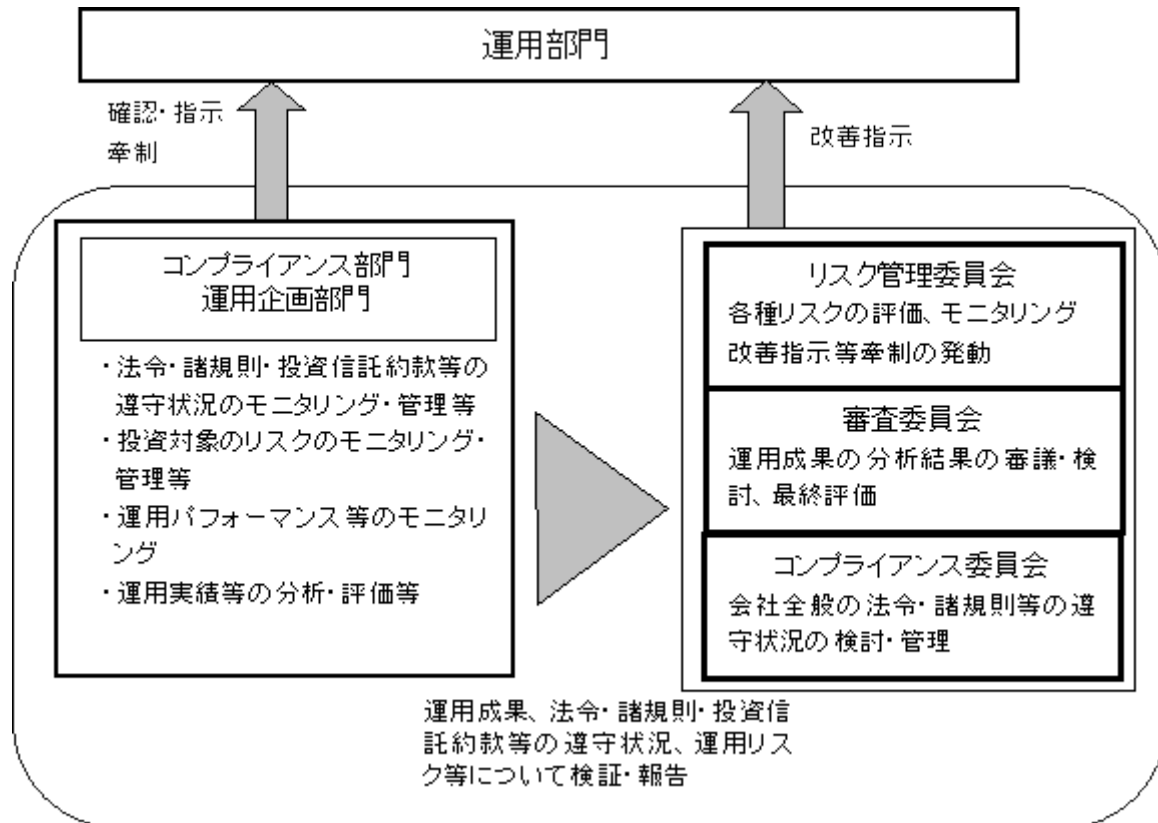 運用部門
確認・指示
牽制
改善指示
コンプライアンス部門
運用企画部門
・法令・諸規則・投資信託約款等の
遵守状況のモニタリング・管理等
・投資対象のリスクのモニタリング・
管理等
・運用パフォーマンス等のモニタリ
ング
・運用実績等の分析・評価等
リスク管理委員会
各種リスクの評価、モニタリング
改善指示等牽制の発動
審査委員会
運用成果の分析結果の審議・検
討、最終評価
コンプライアンス委員会
会社全般の法令・諸規則等の遵
守状況の検討・管理
運用成果、法令・諸規則・投資信
託約款等の遵守状況、運用リス
ク等について検証・報告